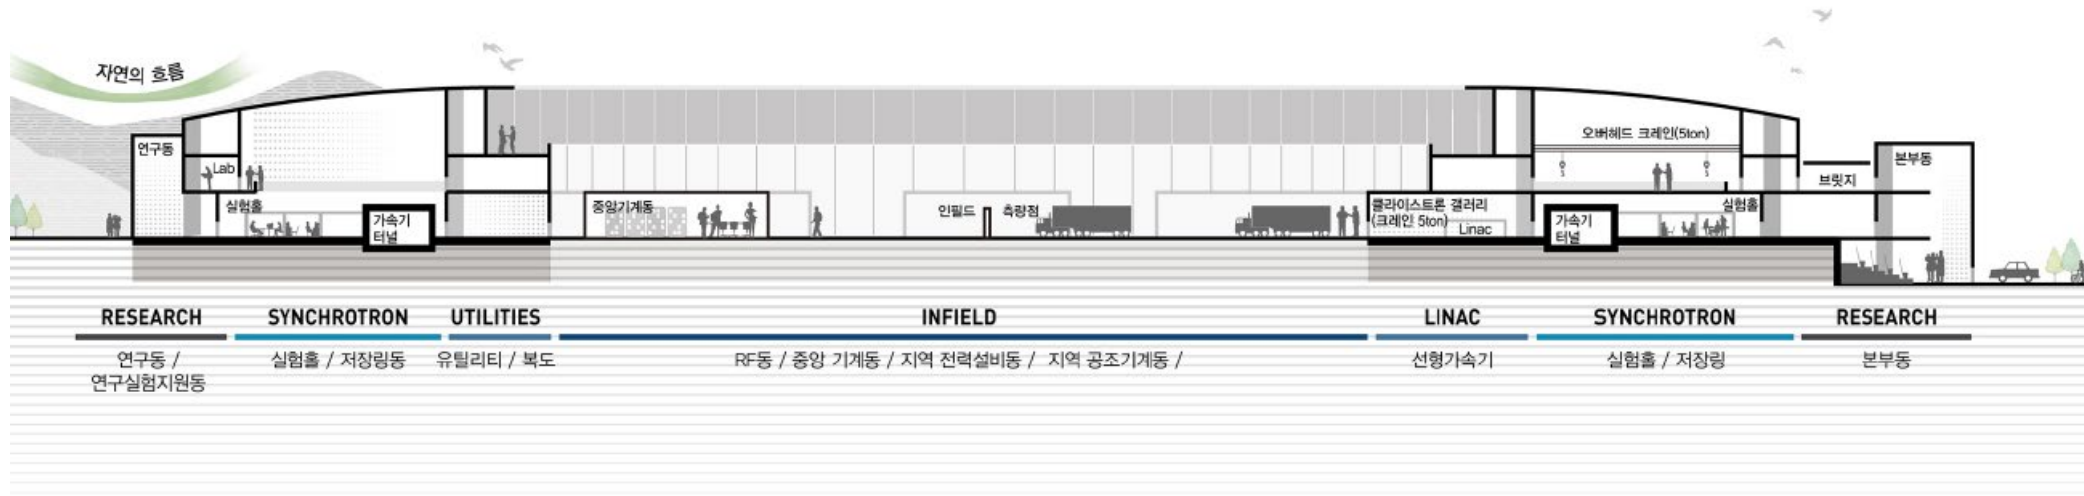 자연의 흐름
연구동
Lab
실험홀
가속기
터널
중앙기계동
인필드
측량점
클라이스트론 갤러리
(크레인 5ton)
Linac
오버헤드 크레인(5ton)
가속기
터널
실험홀
브릿지
본부동
RESEARCH
SYNCHROTRON
UTILITIES
INFIELD
LINAC
SYNCHROTRON
RESEARCH
연구동 /
연구실험지원동
실험홀 / 저장링동
유틸리티 / 복도
RF동 / 중앙 기계동 / 지역 전력설비동 / 지역 공조기계동 /
선형가속기
실험홀 / 저장링
본부동